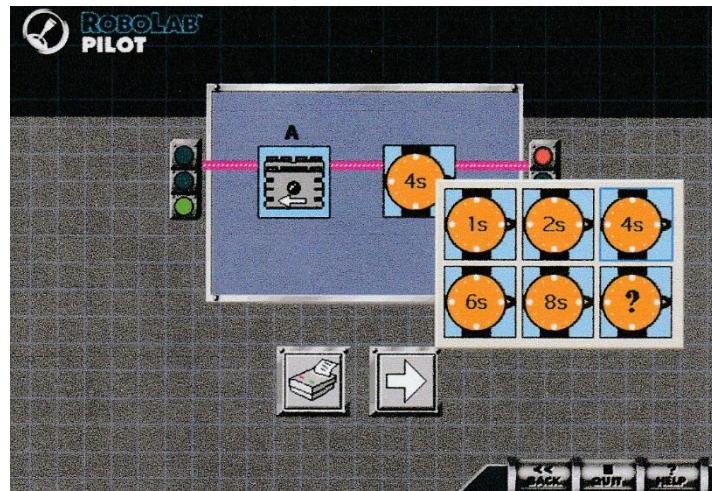 ROBOLAB
PILOT
A
4s
1s 2s 4s
6s 8s ?
<< ■ ?
BACK QUIT HELP